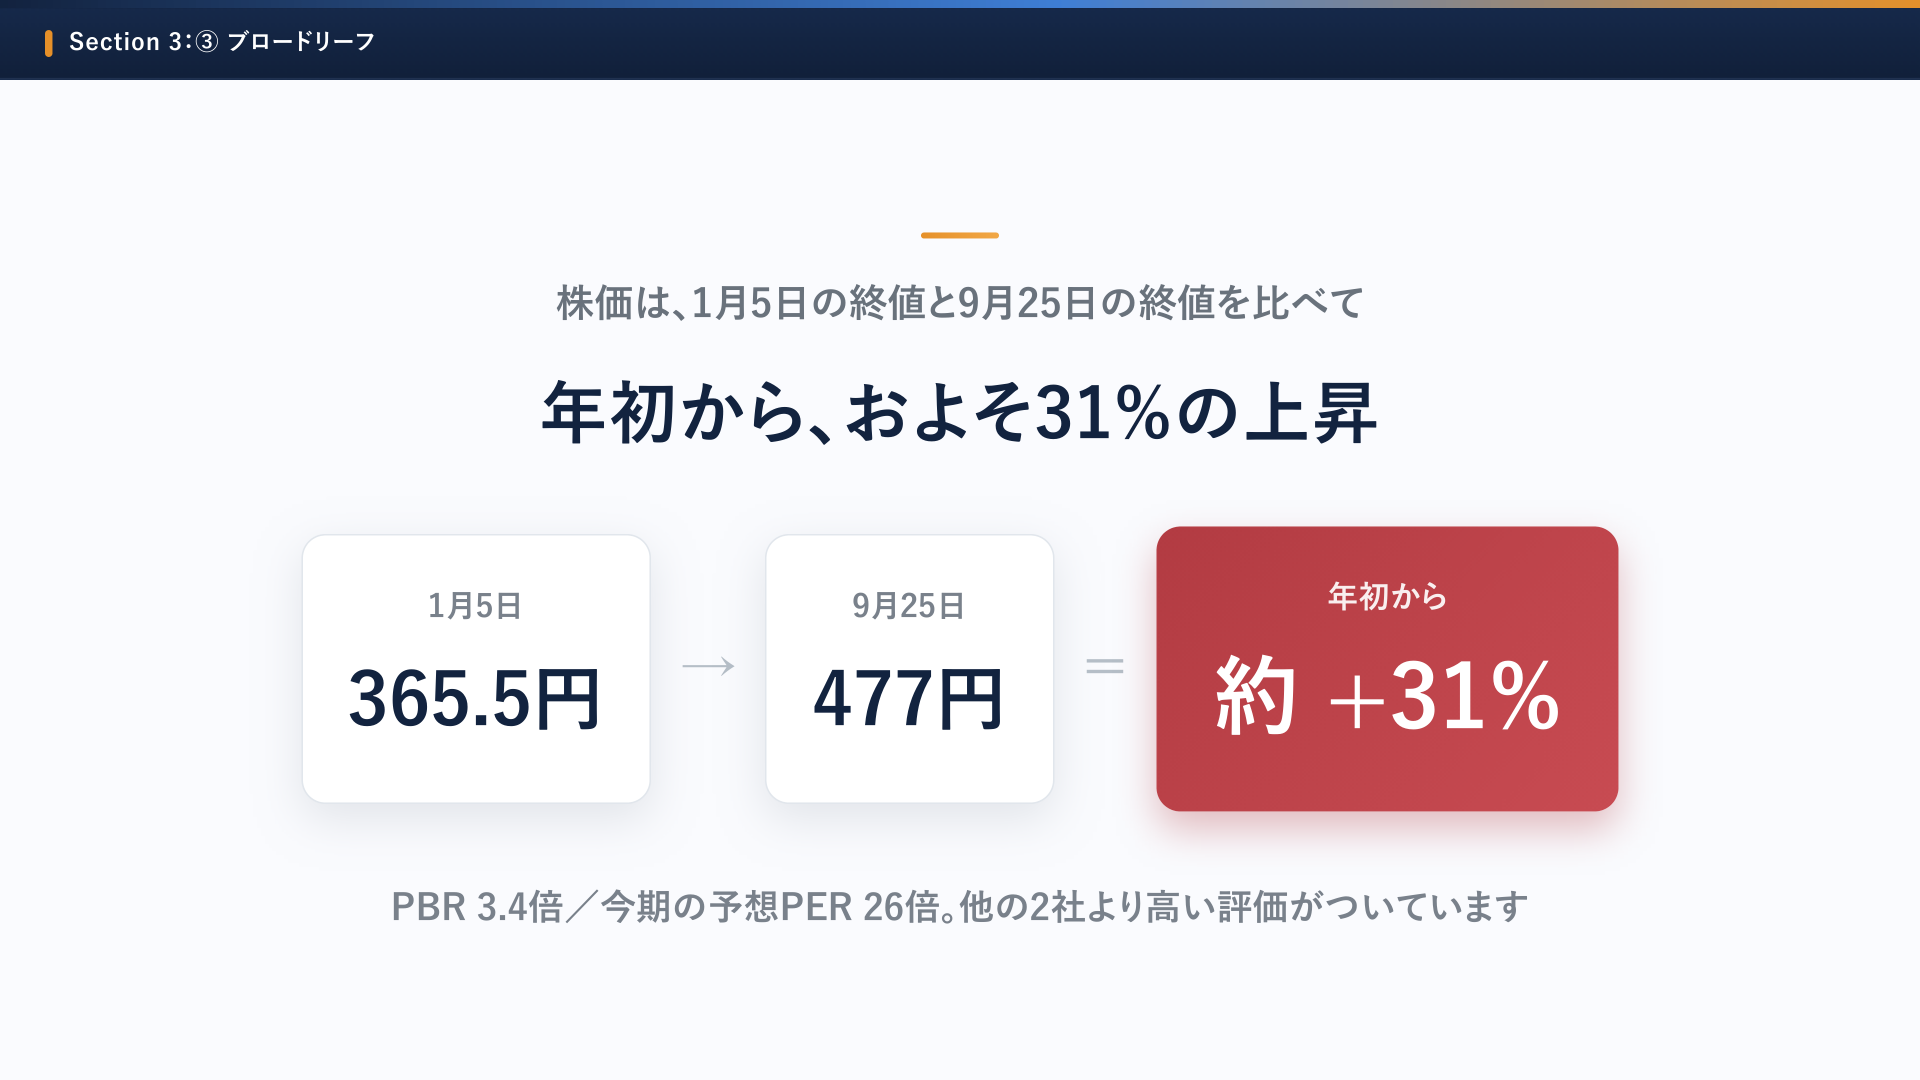 Section 3：③ ブロードリーフ
株価は、1月5日の終値と9月25日の終値を比べて
年初から、およそ31%の上昇
1月5日
365.5円
→
9月25日
477円
＝
年初から
約 ＋31%
PBR 3.4倍／今期の予想PER 26倍。他の2社より高い評価がついています